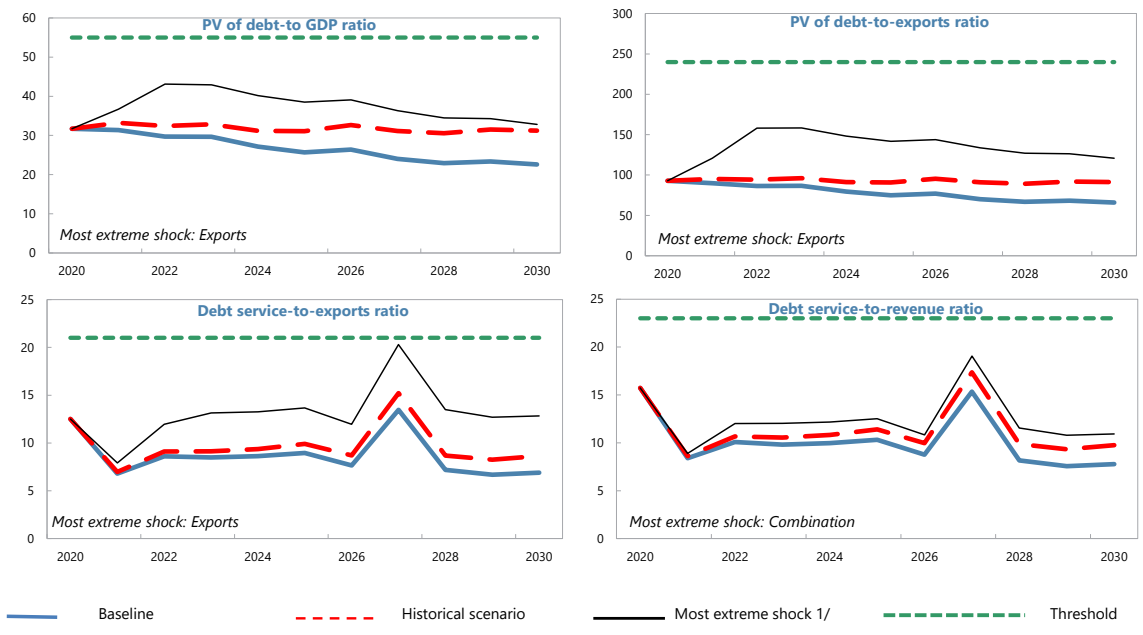 PV of debt-to GDP ratio
60
50
40
30
20
10
0
Most extreme shock: Exports
2020 2022 2024 2026 2028 2030
PV of debt-to-exports ratio
300
250
200
150
100
50
0
Most extreme shock: Exports
2020 2022 2024 2026 2028 2030
Debt service-to-exports ratio
25
20
15
10
5
0
Most extreme shock: Exports
2020 2022 2024 2026 2028 2030
Debt service-to-revenue ratio
25
20
15
10
5
0
Most extreme shock: Combination
2020 2022 2024 2026 2028 2030
Baseline Historical scenario Most extreme shock 1/ Threshold